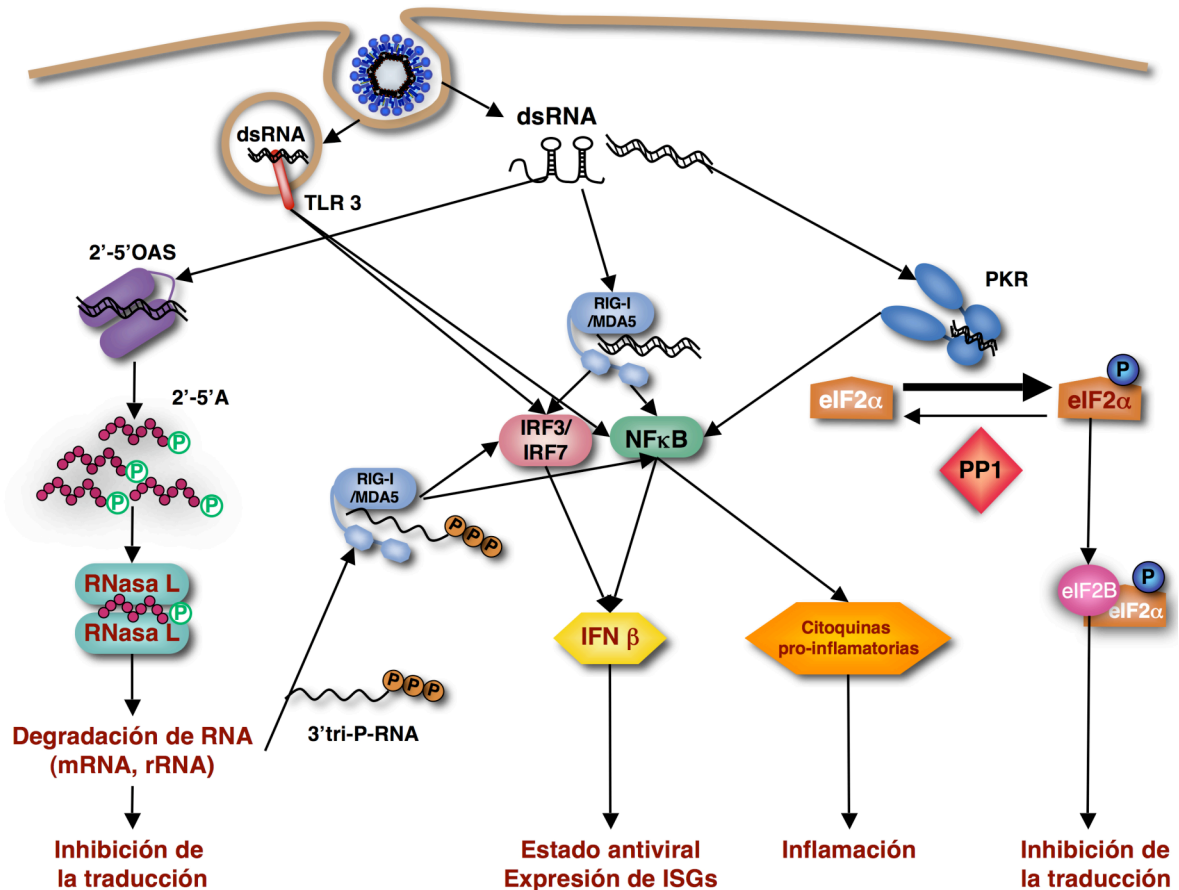 dsRNA
dsRNA
TLR 3
2'-5'OAS
RIG-I
/MDA5
PKR
P
eIF2α
eIF2α
2'-5'A
P
P
P
P
IRF3/
IRF7
NFκB
PP1
RIG-I
/MDA5
P P P
RNasa L
P
RNasa L
P
eIF2B
eIF2α
IFN β
Citoquinas
pro-inflamatorias
P P P
3'tri-P-RNA
Degradación de RNA
(mRNA, rRNA)
Inhibición de
la traducción
Estado antiviral
Expresión de ISGs
Inflamación
Inhibición de
la traducción